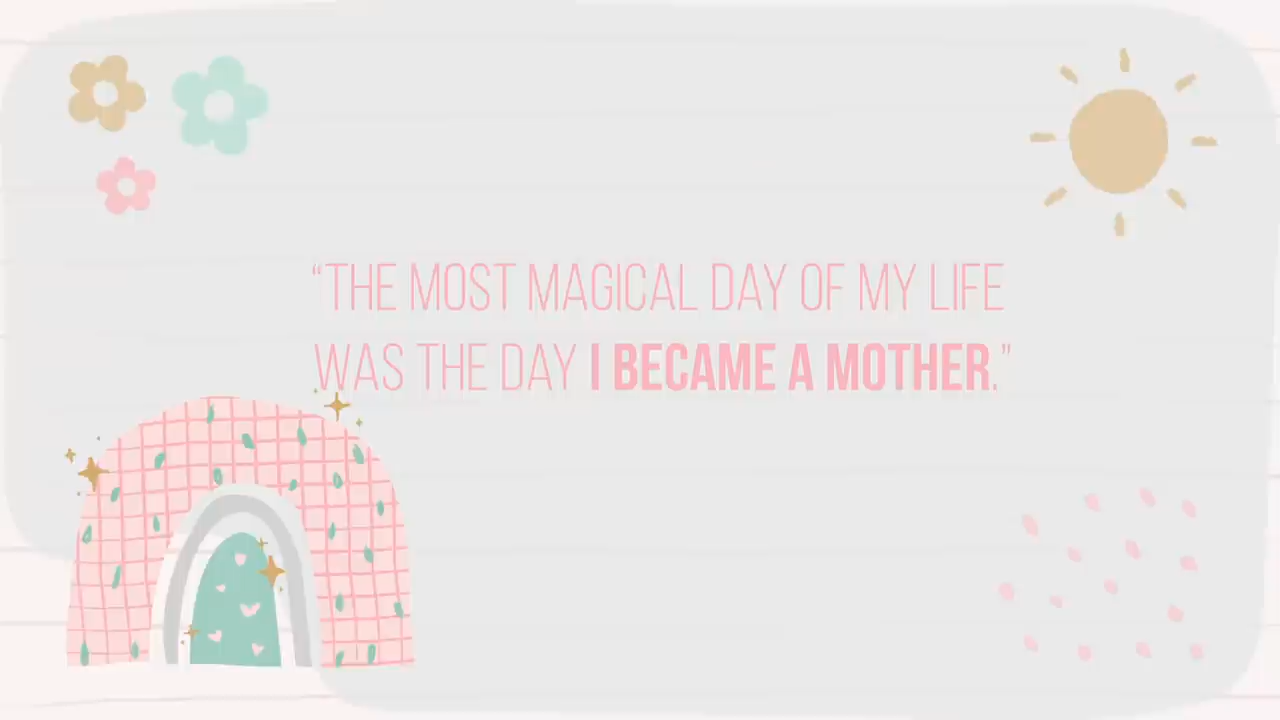 “THE MOST MAGICAL DAY OF MY LIFE
WAS THE DAY I BECAME A MOTHER.”